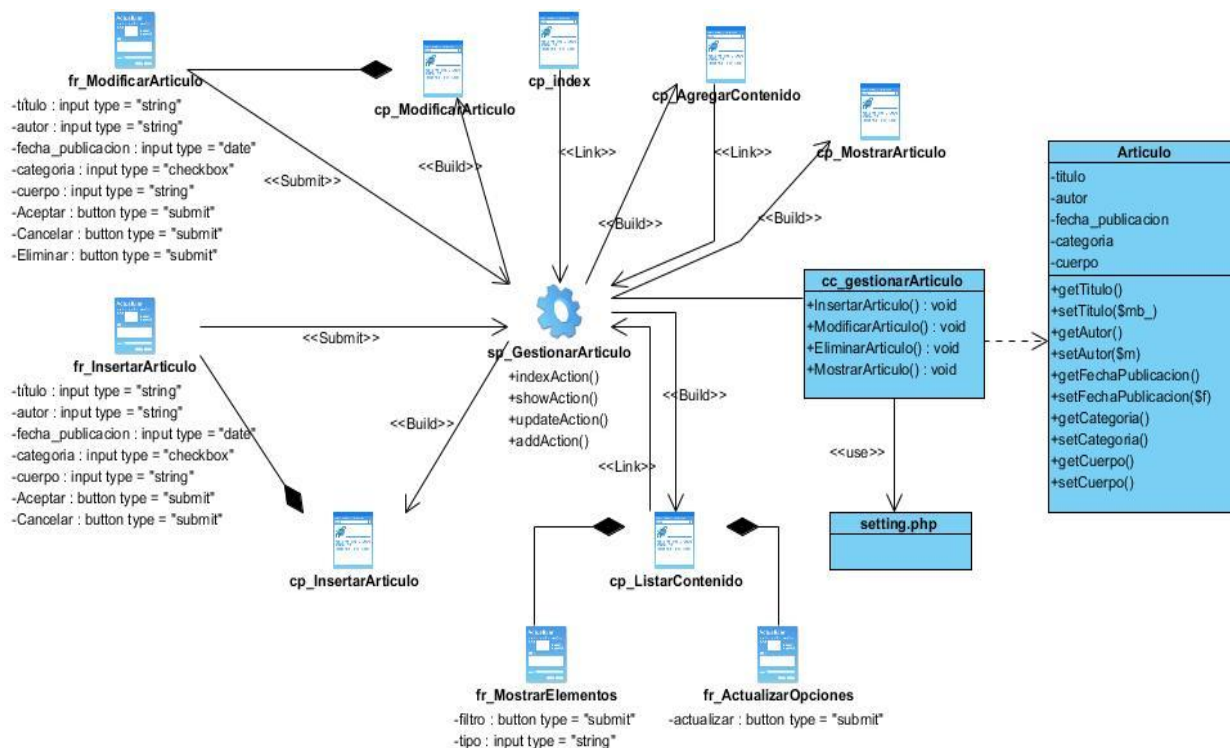 fr_ModificarArticulo
-título : input type = "string"
-autor : input type = "string"
-fecha_publicacion : input type = "date"
-categoria : input type = "checkbox"
-cuerpo : input type = "string"
-Aceptar : button type = "submit"
-Cancelar : button type = "submit"
-Eliminar : button type = "submit"
cp_ModificarArticulo
cp_index
cp_AgregarContenido
cp_MostrarArticulo
<<Submit>>
<<Build>>
<<Link>>
<<Link>>
<<Build>>
<<Build>>
Articulo
-titulo
-autor
-fecha_publicacion
-categoria
-cuerpo
+getTitulo()
+setTitulo($mb_)
+getAutor()
+setAutor($m)
+getFechaPublicacion()
+setFechaPublicacion($f)
+getCategoria()
+setCategoria()
+getCuerpo()
+setCuerpo()
cc_gestionarArticulo
+InsertarArticulo() : void
+ModificarArticulo() : void
+EliminarArticulo() : void
+MostrarArticulo() : void
<<use>>
setting.php
fr_InsertarArticulo
-título : input type = "string"
-autor : input type = "string"
-fecha_publicacion : input type = "date"
-categoria : input type = "checkbox"
-cuerpo : input type = "string"
-Aceptar : button type = "submit"
-Cancelar : button type = "submit"
<<Submit>>
sp_GestionarArticulo
+indexAction()
+showAction()
+updateAction()
+addAction()
<<Build>>
<<Build>>
<<Link>>
cp_InsertarArticulo
cp_ListarContenido
fr_MostrarElementos
-filtro : button type = "submit"
-tipo : input type = "string"
fr_ActualizarOpciones
-actualizar : button type = "submit"